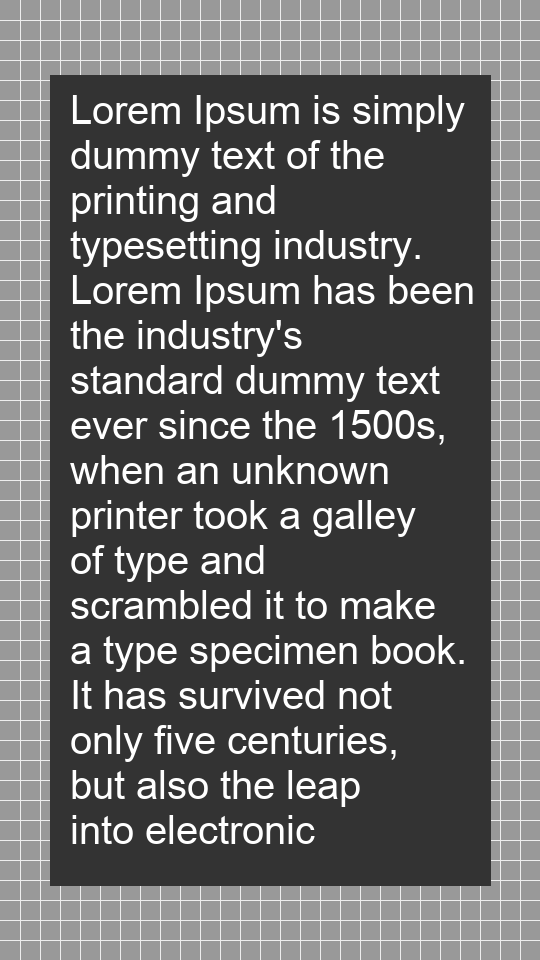 Lorem Ipsum is simply
dummy text of the
printing and
typesetting industry.
Lorem Ipsum has been
the industry's
standard dummy text
ever since the 1500s,
when an unknown
printer took a galley
of type and
scrambled it to make
a type specimen book.
It has survived not
only five centuries,
but also the leap
into electronic